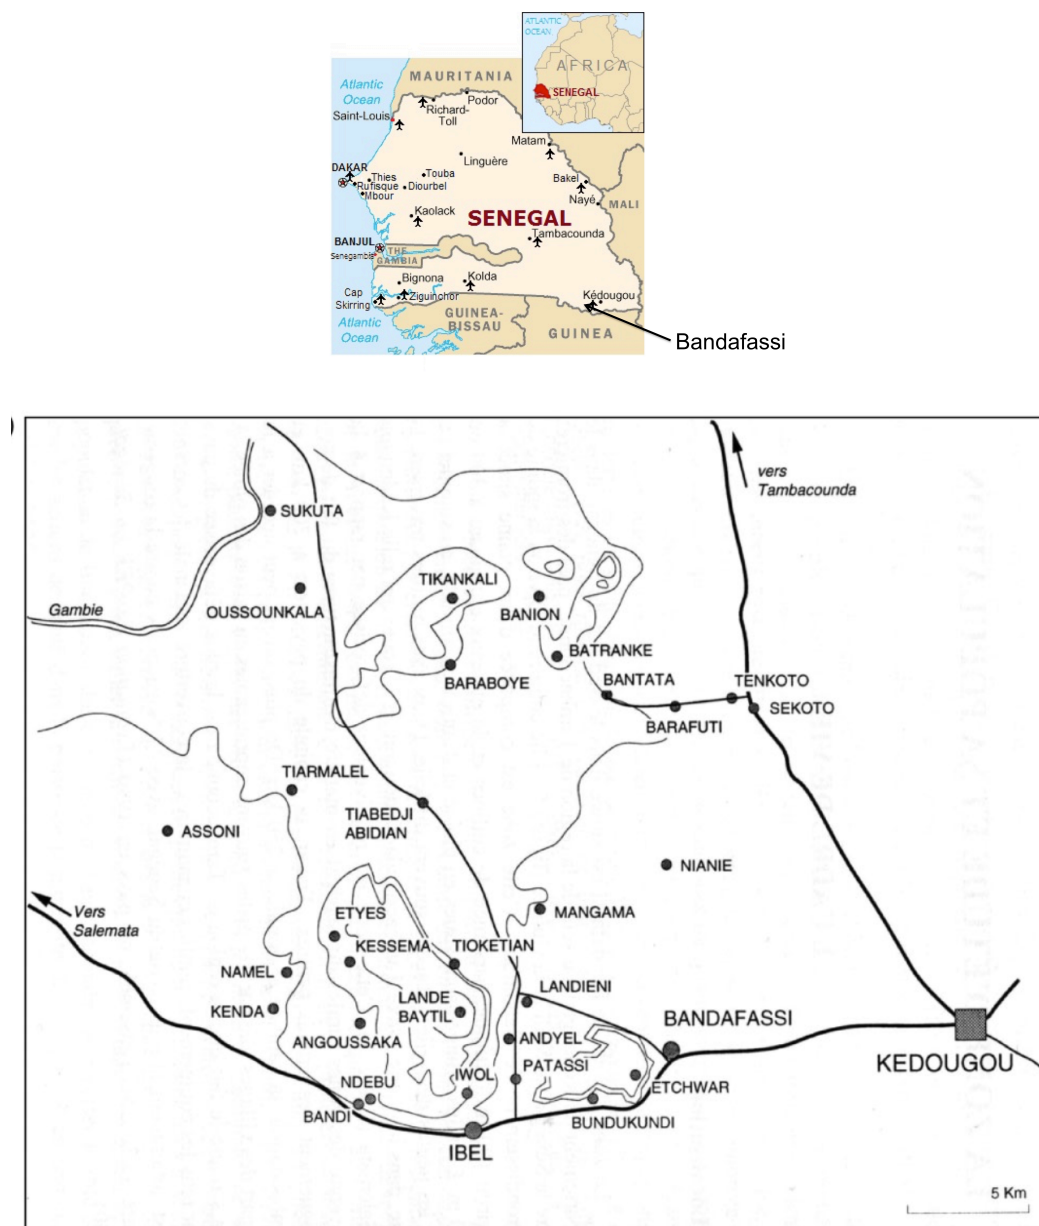 ATLANTIC
OCEAN
AFRICA
SENEGAL
MAURITANIA
Atlantic
Ocean
Podor
Richard-
Toll
Saint-Louis
Matam
Linguère
DAKAR
Thies
Touba
Rufisque
Diourbel
Mbour
Bakel
Nayé
MALI
Kaolack
SENEGAL
Tambacounda
BANJUL
THE
GAMBIA
Senegambia
Bignona
Kolda
Cap
Skirring
Ziguinchor
Kédougou
Atlantic
Ocean
GUINEA-
BISSAU
GUINEA
Bandafassi
vers
Tambacounda
SUKUTA
Gambie
OUSSOUNKALA
TIKANKALI
BANION
BATRANKE
BARABOYE
BANTATA
TENKOTO
SEKOTO
BARAFUTI
TIARMALEL
TIABEDJI
ABIDIAN
ASSONI
NIANIE
Vers
Salemata
ETYES
MANGAMA
KESSEMA
TIOKETIAN
NAMEL
LANDIENI
KENDA
LANDE
BAYTIL
BANDAFASSI
ANGOUSSAKA
ANDYEL
KEDOUGOU
PATASSI
NDEBU
IWOL
ETCHWAR
BANDI
BUNDUKUNDI
IBEL
5 Km